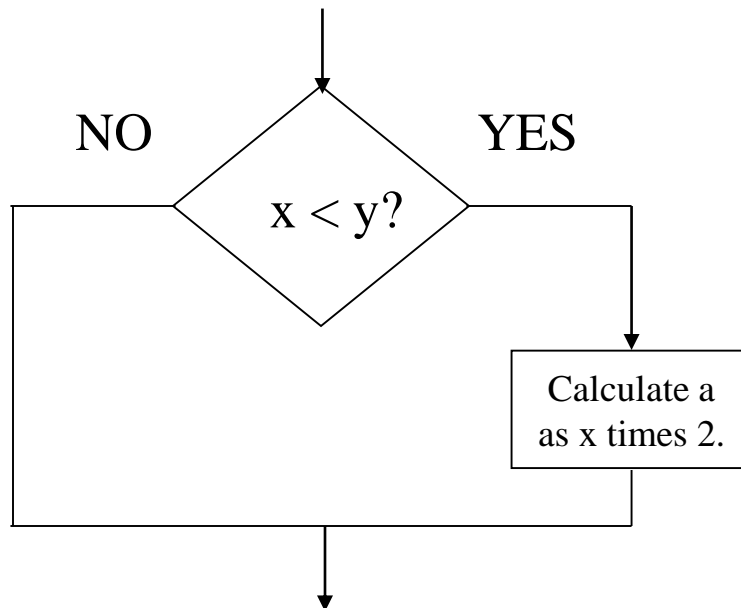 NO
YES
x < y?
Calculate a
as x times 2.